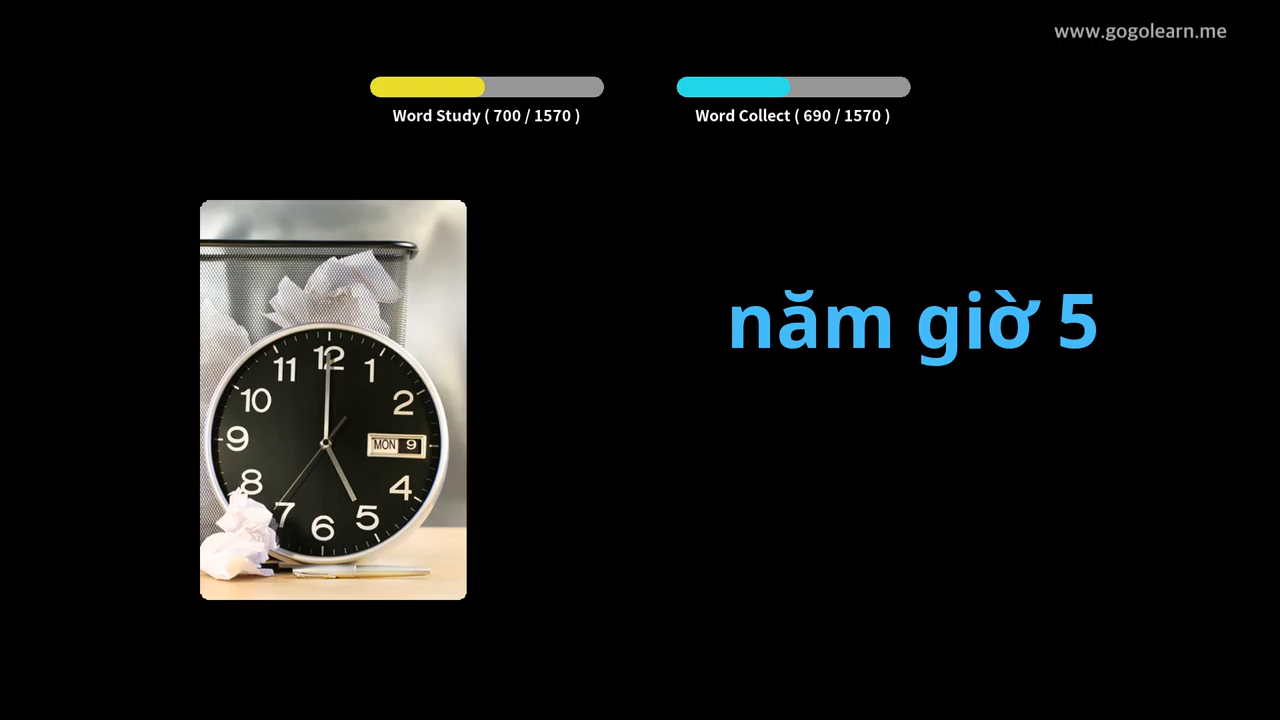 www.gogolearn.me
Word Study ( 700 / 1570 )
Word Collect ( 690 / 1570 )
năm giờ 5
12
11
1
10
2
9
MON 9
8
4
7
5
6